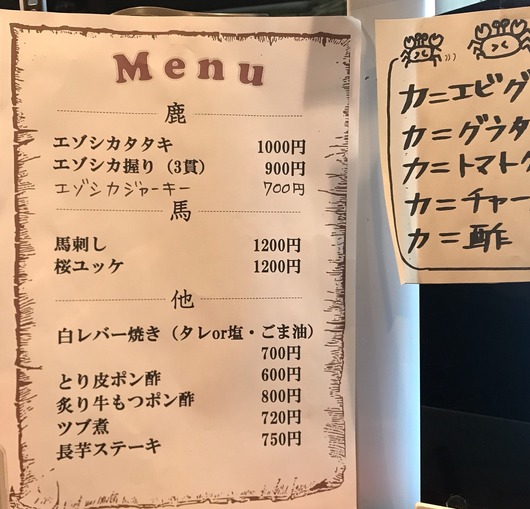 Menu
鹿
エゾシカタタキ 1000円
エゾシカ握り（3貫） 900円
エゾシカジャーキー 700円
馬
馬刺し 1200円
桜ユッケ 1200円
他
白レバー焼き（タレor塩・ごま油）
700円
とり皮ポン酢 600円
炙り牛もつポン酢 800円
ツブ煮 720円
長芋ステーキ 750円
カニエビグ
カニグラタ
カニトマトク
カニチャー
カニ酢